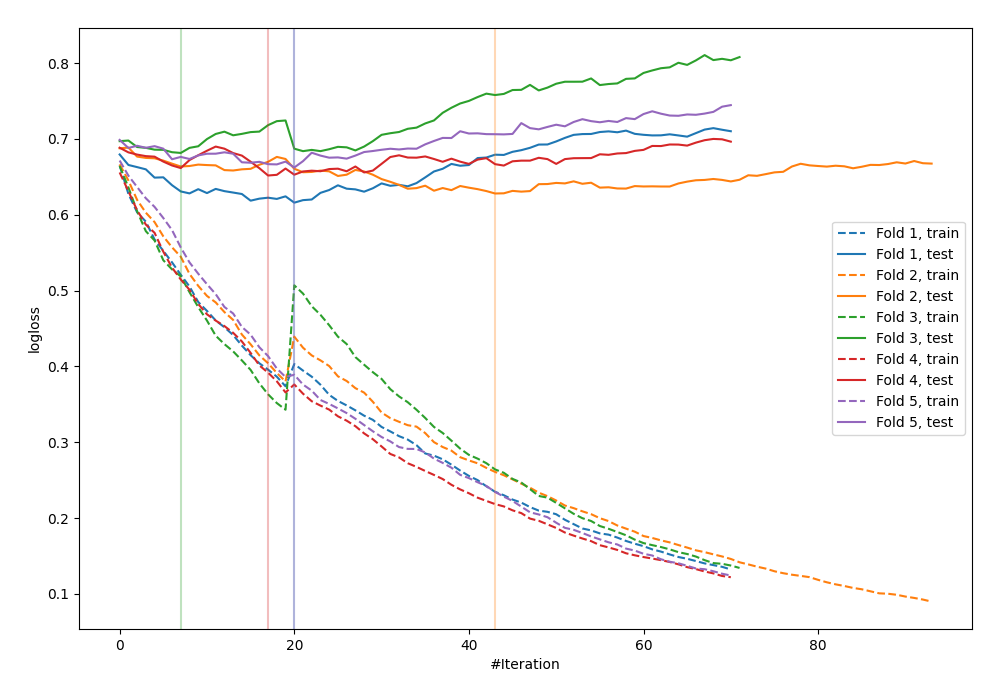 0.8
0.7
0.6
0.5
0.4
0.3
0.2
0.1
logloss
0
20
40
60
80
#Iteration
Fold 1, train
Fold 1, test
Fold 2, train
Fold 2, test
Fold 3, train
Fold 3, test
Fold 4, train
Fold 4, test
Fold 5, train
Fold 5, test